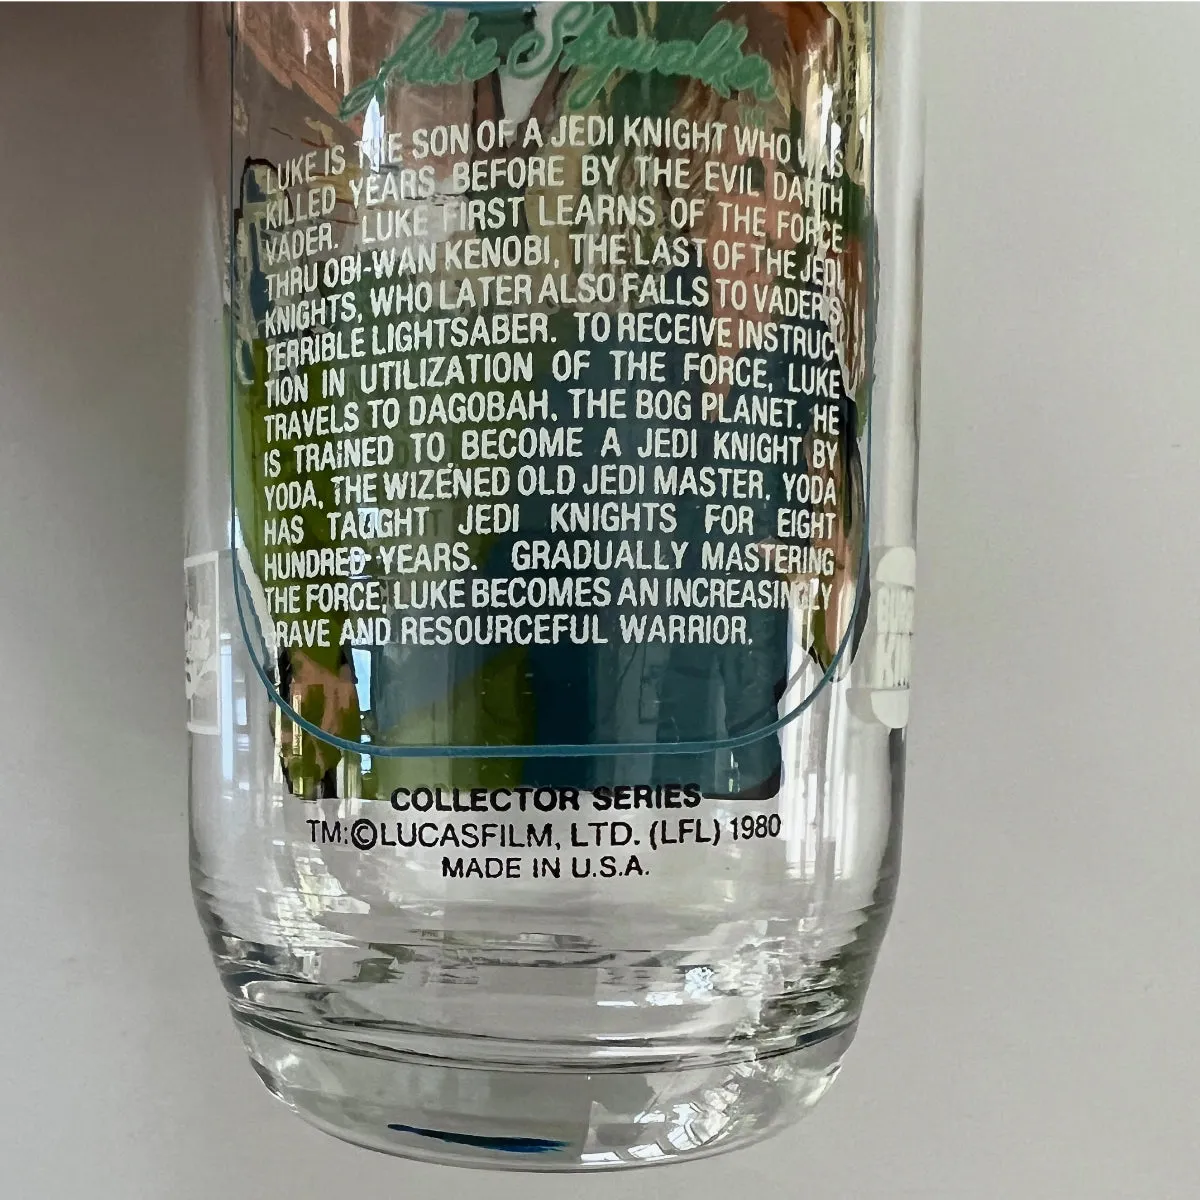 Luke Skywalker
TM
LUKE IS THE SON OF A JEDI KNIGHT WHO WAS
KILLED YEARS BEFORE BY THE EVIL DARTH
VADER. LUKE FIRST LEARNS OF THE FORCE
THRU OBI-WAN KENOBI, THE LAST OF THE JEDI
KNIGHTS, WHO LATER ALSO FALLS TO VADER'S
TERRIBLE LIGHTSABER. TO RECEIVE INSTRUC-
TION IN UTILIZATION OF THE FORCE, LUKE
TRAVELS TO DAGOBAH, THE BOG PLANET. HE
IS TRAINED TO BECOME A JEDI KNIGHT BY
YODA, THE WIZENED OLD JEDI MASTER. YODA
HAS TAUGHT JEDI KNIGHTS FOR EIGHT
HUNDRED YEARS. GRADUALLY MASTERING
THE FORCE, LUKE BECOMES AN INCREASINGLY
BRAVE AND RESOURCEFUL WARRIOR.
COLLECTOR SERIES
TM:©LUCASFILM, LTD. (LFL) 1980
MADE IN U.S.A.